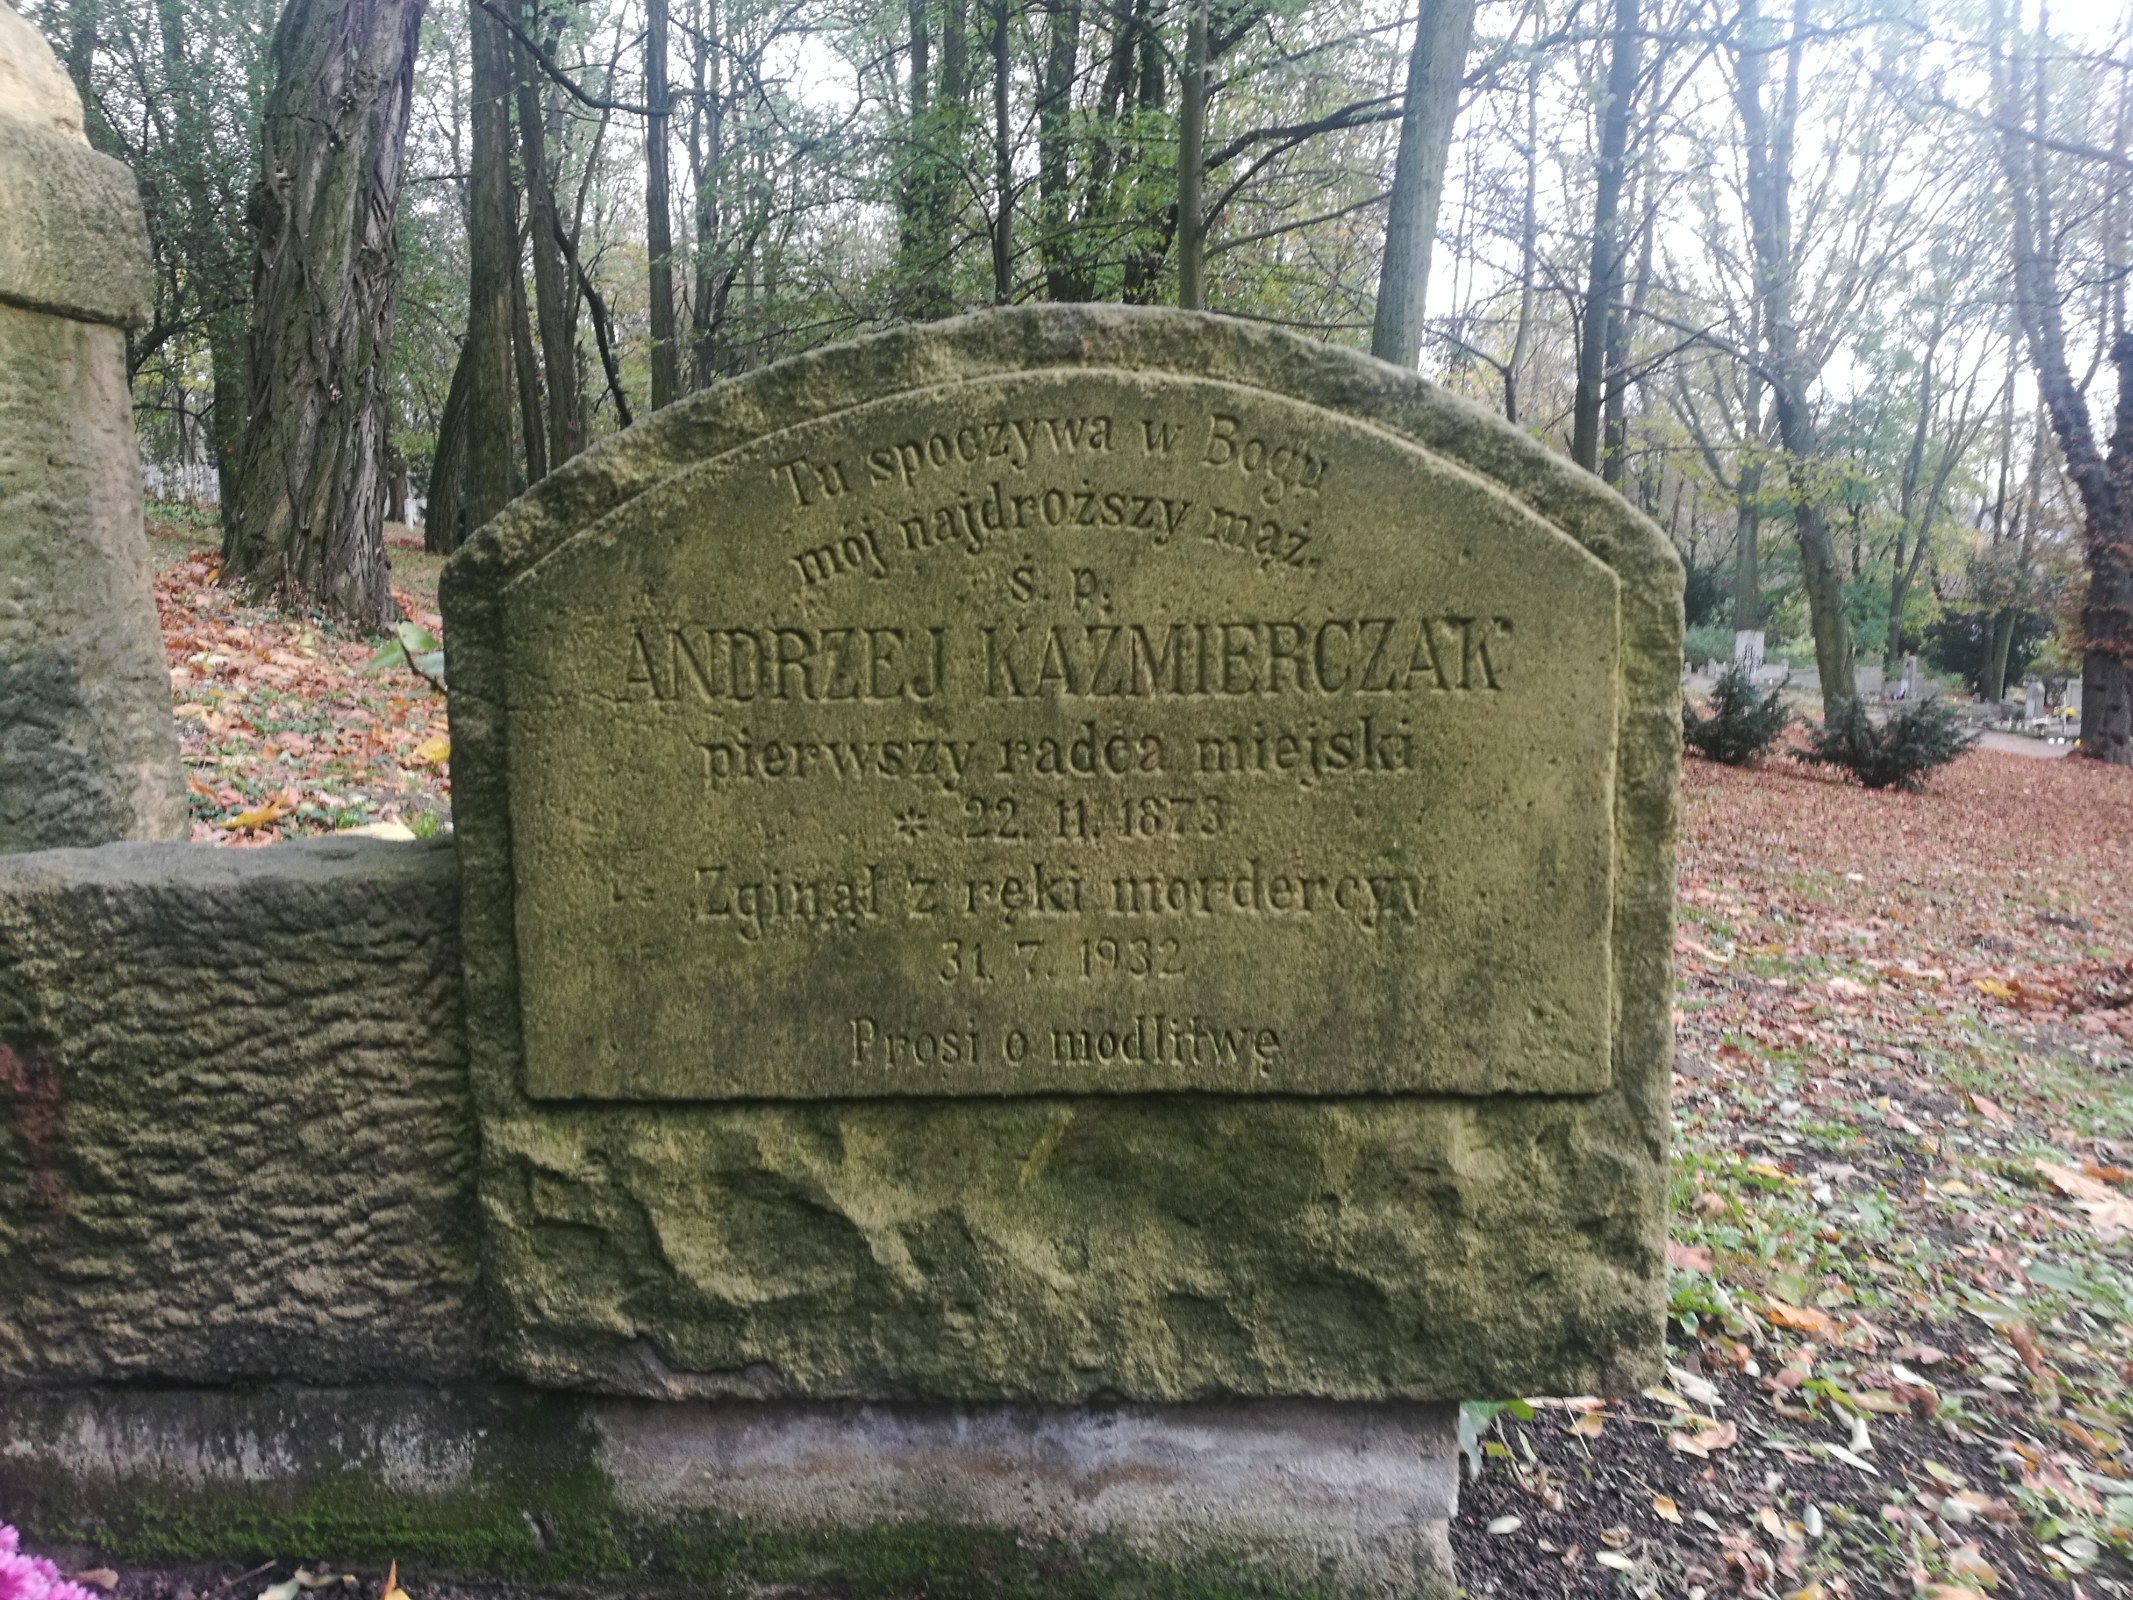 Tu spoczywa w Bogu
mój najdroższy mąż.
ś. p.
ANDRZEJ KAŹMIERCZAK
pierwszy radca miejski
* 22. 11. 1873
Zginął z ręki mordercyy
31. 7. 1932
Prosi o modlitwę